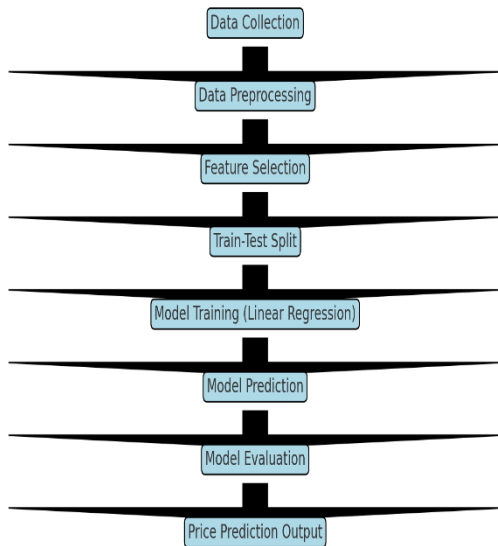 Data Collection
Data Preprocessing
Feature Selection
Train-Test Split
Model Training (Linear Regression)
Model Prediction
Model Evaluation
Price Prediction Output